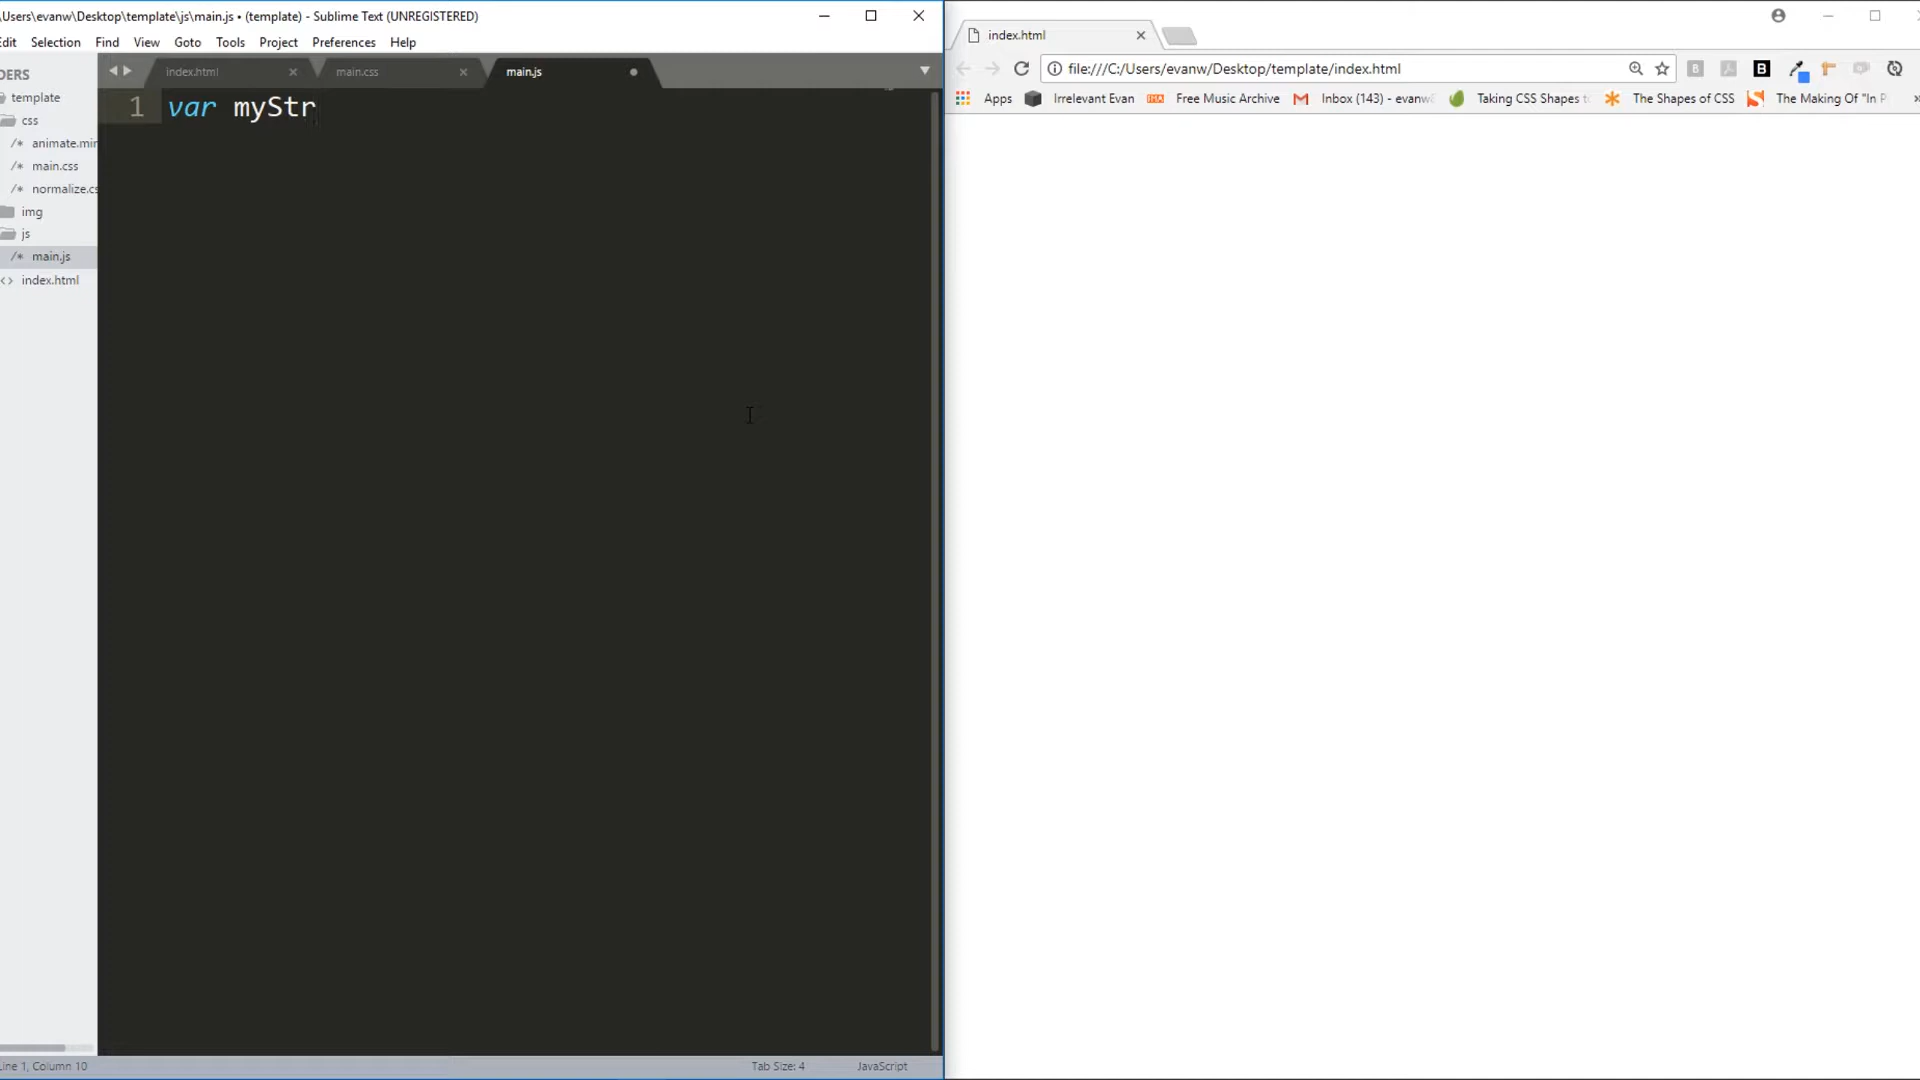 \Users\evanw\Desktop\template\js\main.js • (template) - Sublime Text (UNREGISTERED)
Edit Selection Find View Goto Tools Project Preferences Help
index.html main.css main.js
DERS
template
css
/* animate.mir
/* main.css
/* normalize.cs
img
js
/* main.js
<> index.html
1 var myStr
Line 1, Column 10 Tab Size: 4 JavaScript
index.html
file:///C:/Users/evanw/Desktop/template/index.html
Apps Irrelevant Evan Free Music Archive Inbox (143) - evanw Taking CSS Shapes to The Shapes of CSS The Making Of "In P